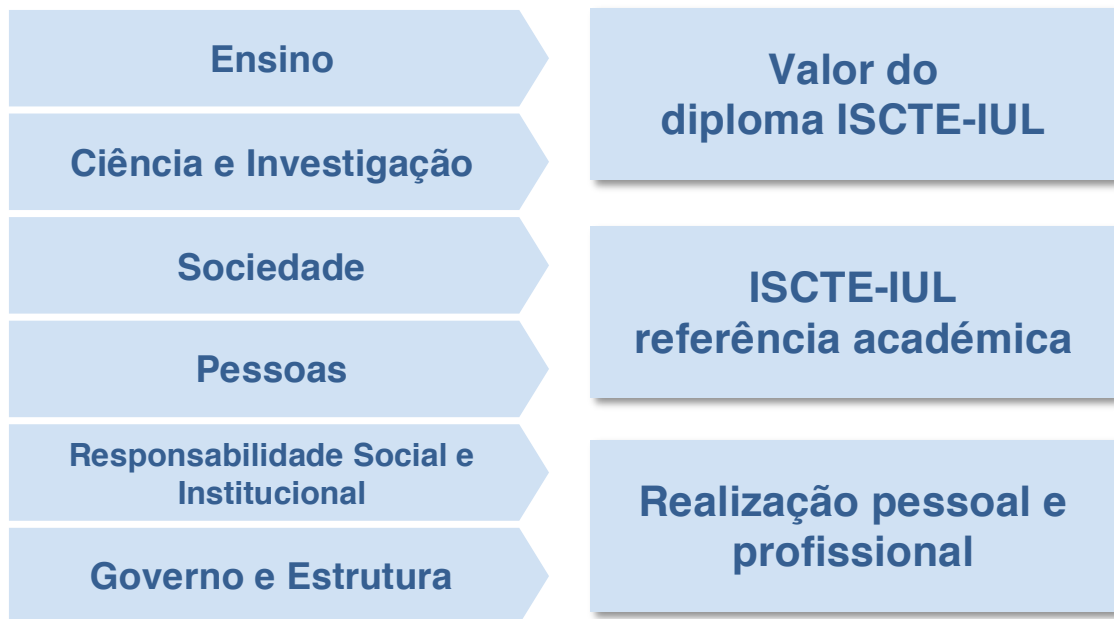 Ensino
Ciência e Investigação
Sociedade
Pessoas
Responsabilidade Social e
Institucional
Governo e Estrutura
Valor do
diploma ISCTE-IUL
ISCTE-IUL
referência académica
Realização pessoal e
profissional